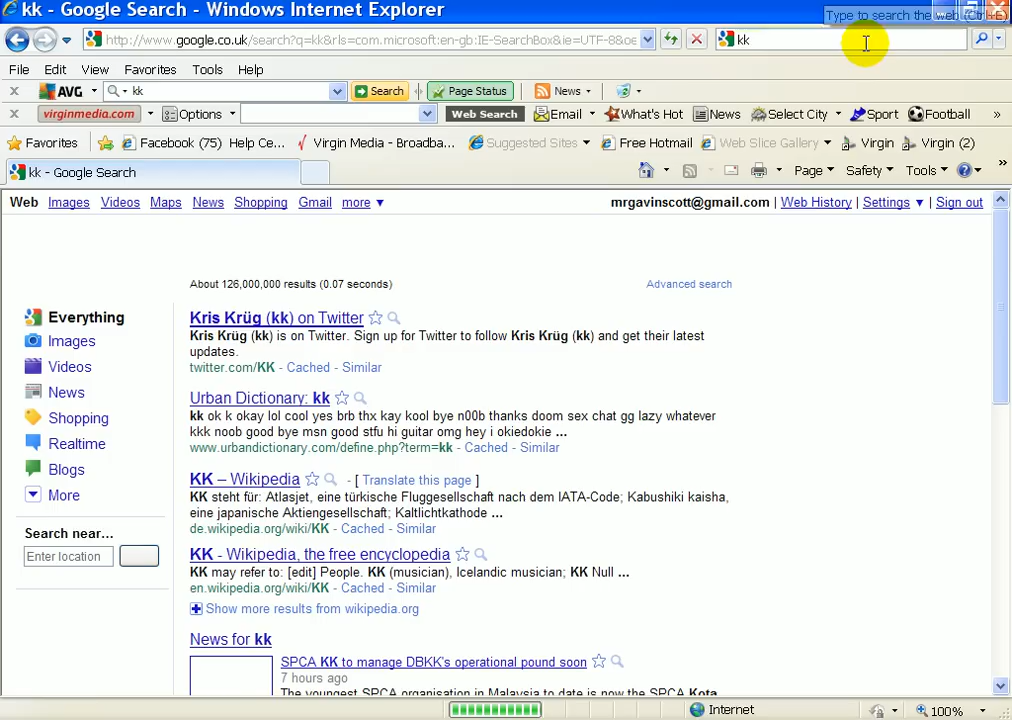 kk - Google Search - Windows Internet Explorer
Type to search the web (Ctrl+E)
http://www.google.co.uk/search?q=kk&rls=com.microsoft:en-gb:IE-SearchBox&ie=UTF-8&oe
kk
File Edit View Favorites Tools Help
x AVG kk Search Page Status News
x virginmedia.com Options Web Search Email What's Hot News Select City Sport Football »
Favorites Facebook (75) Help Ce... Virgin Media - Broadba... Suggested Sites Free Hotmail Web Slice Gallery Virgin Virgin (2)
kk - Google Search Page Safety Tools »
Web Images Videos Maps News Shopping Gmail more ▼ mrgavinscott@gmail.com | Web History | Settings ▼ | Sign out
About 126,000,000 results (0.07 seconds) Advanced search
Everything
Images
Videos
News
Shopping
Realtime
Blogs
More
Search near...
Enter location
Kris Krüg (kk) on Twitter
Kris Krüg (kk) is on Twitter. Sign up for Twitter to follow Kris Krüg (kk) and get their latest
updates.
twitter.com/KK - Cached - Similar
Urban Dictionary: kk
kk ok k okay lol cool yes brb thx kay kool bye n00b thanks doom sex chat gg lazy whatever
kkk noob good bye msn good stfu hi guitar omg hey i okiedokie ...
www.urbandictionary.com/define.php?term=kk - Cached - Similar
KK – Wikipedia - [ Translate this page ]
KK steht für: Atlasjet, eine türkische Fluggesellschaft nach dem IATA-Code; Kabushiki kaisha,
eine japanische Aktiengesellschaft; Kaltlichtkathode ...
de.wikipedia.org/wiki/KK - Cached - Similar
KK - Wikipedia, the free encyclopedia
KK may refer to: [edit] People. KK (musician), Icelandic musician; KK Null ...
en.wikipedia.org/wiki/KK - Cached - Similar
Show more results from wikipedia.org
News for kk
SPCA KK to manage DBKK's operational pound soon
7 hours ago
The youngest SPCA organisation in Malaysia to date is now the SPCA Kota
Internet 100%